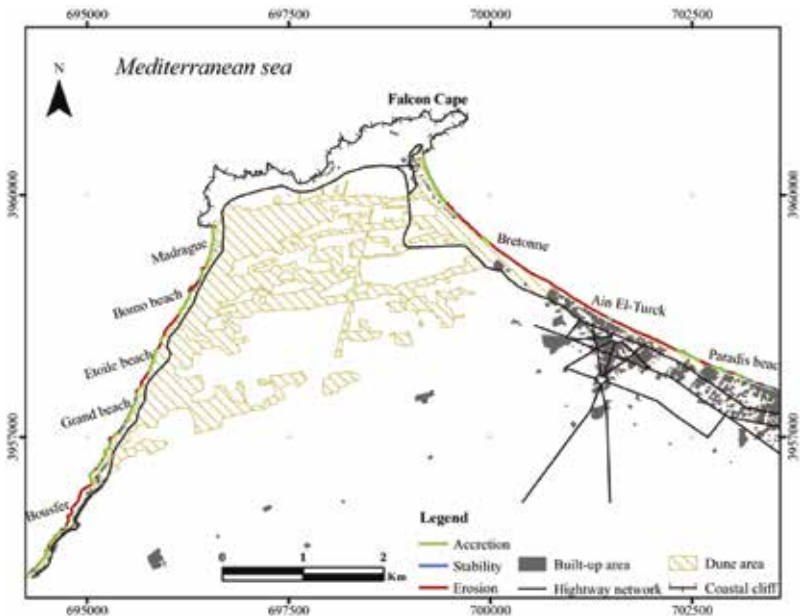 695000 697500 700000 702500
N
Mediterranean sea
Falcon Cape
3960000 3960000
Madrague
Bretonne
Bomo beach
Ain El-Turck
Etoile beach
Paradis beac
Grand beach
3957000 3957000
Bousfer
Legend
Accretion
Stability
Erosion
Built-up area
Hightway network
Dune area
Coastal cliff
0 1 2
Km
695000 697500 700000 702500